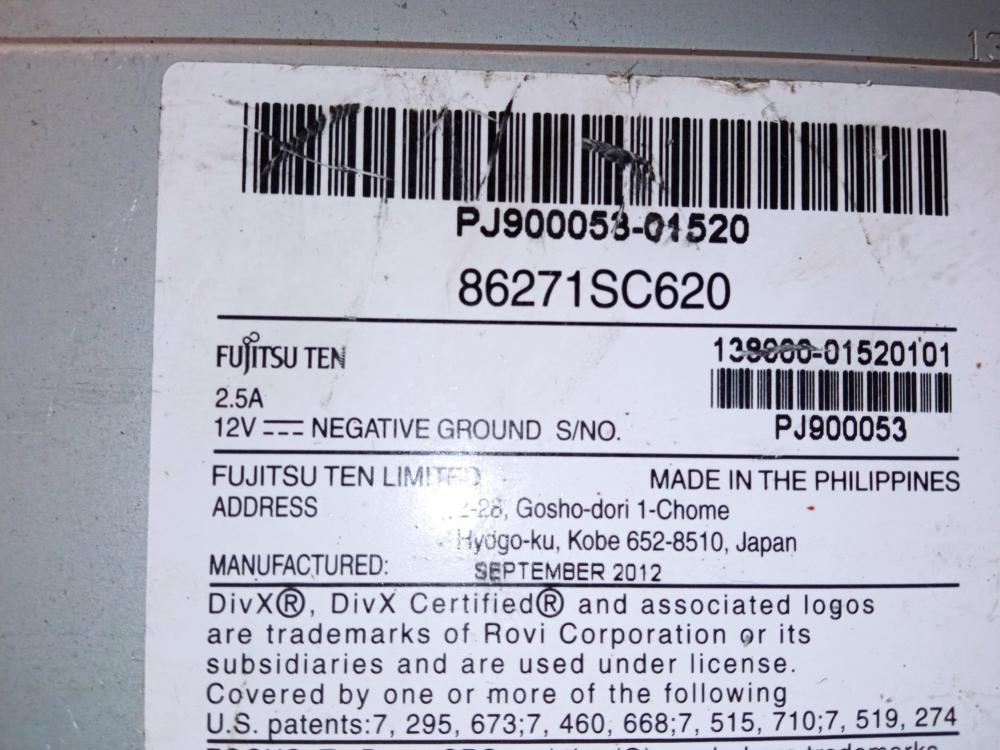 PJ900053-01520
86271SC620
FUJITSU TEN
138000-01520101
2.5A
12V NEGATIVE GROUND S/NO.
PJ900053
FUJITSU TEN LIMITED
MADE IN THE PHILIPPINES
ADDRESS
-28, Gosho-dori 1-Chome
Hyogo-ku, Kobe 652-8510, Japan
MANUFACTURED: SEPTEMBER 2012
DivX®, DivX Certified® and associated logos
are trademarks of Rovi Corporation or its
subsidiaries and are used under license.
Covered by one or more of the following
U.S. patents:7, 295, 673;7, 460, 668;7, 515, 710;7, 519, 274